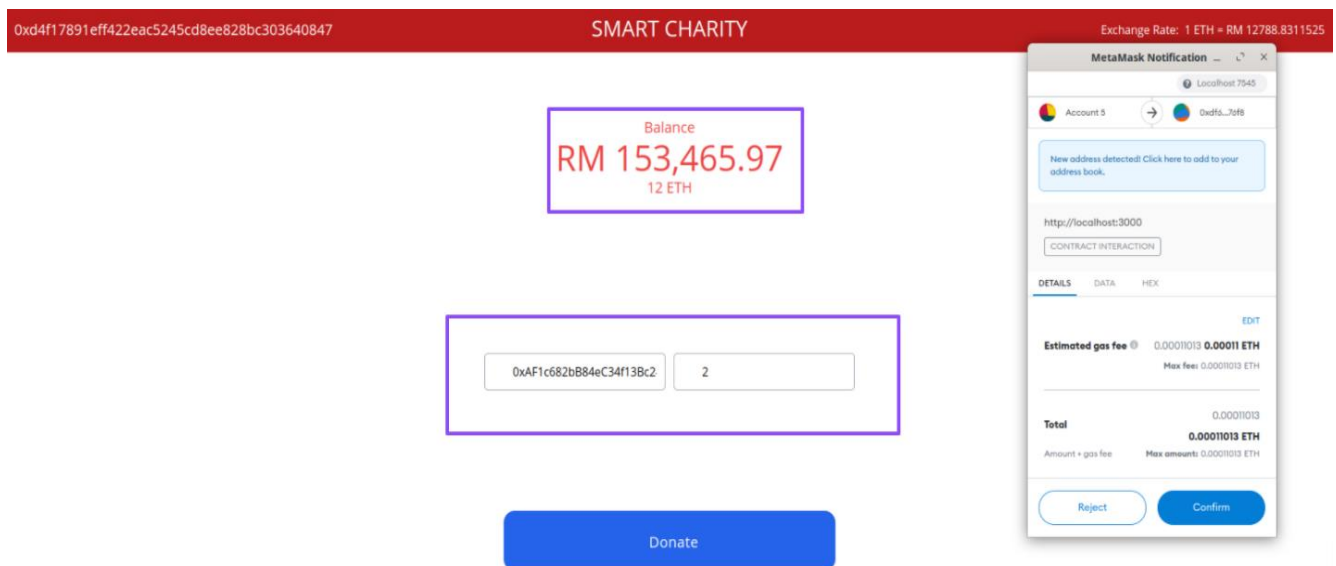 0xd4f17891eff422eac5245cd8ee828bc303640847
SMART CHARITY
Exchange Rate: 1 ETH = RM 12788.8311525
Balance
RM 153,465.97
12 ETH
0xAF1c682bB84eC34f13Bc2
2
Donate
MetaMask Notification
Localhost 7545
Account 5
0xdf6...7af8
New address detected! Click here to add to your
address book.
http://localhost:3000
CONTRACT INTERACTION
DETAILS DATA HEX
EDIT
Estimated gas fee 0.00011013 0.00011 ETH
Max fee: 0.00011013 ETH
0.00011013
Total
0.00011013 ETH
Amount + gas fee Max amount: 0.00011013 ETH
Reject Confirm